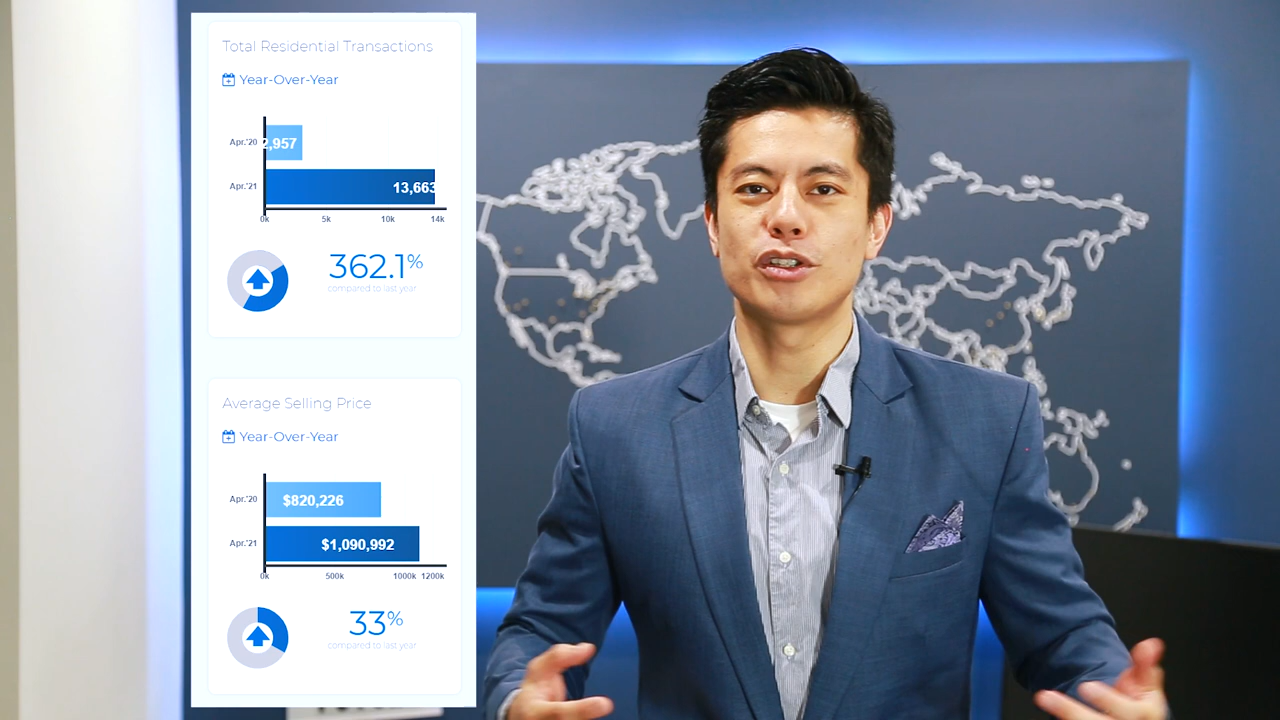 Total Residential Transactions
Year-Over-Year
Apr.'20 2,957
Apr.'21 13,663
0k 5k 10k 14k
362.1%
compared to last year
Average Selling Price
Year-Over-Year
Apr.'20 $820,226
Apr.'21 $1,090,992
0k 500k 1000k 1200k
33%
compared to last year